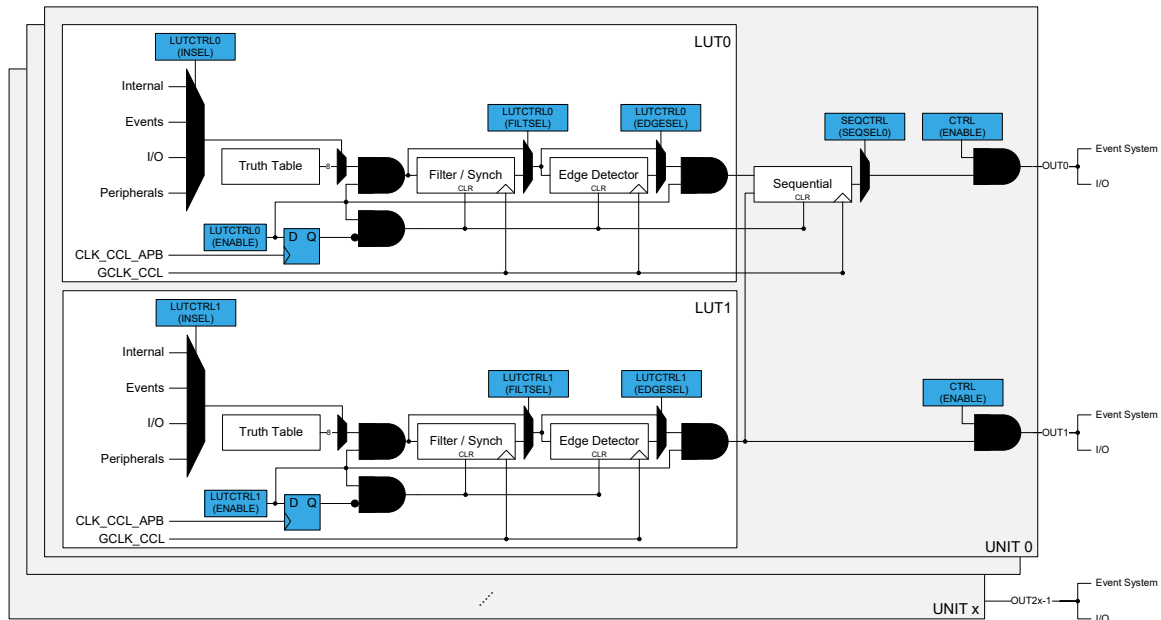 LUTCTRL0
(INSEL)
LUT0
Internal
Events
I/O
Peripherals
Truth Table
8
LUTCTRL0
(FILTSEL)
LUTCTRL0
(EDGESEL)
Filter / Synch
CLR
Edge Detector
CLR
SEQCTRL
(SEQSEL0)
CTRL
(ENABLE)
Sequential
CLR
OUT0
Event System
I/O
LUTCTRL0
(ENABLE)
D Q
CLK_CCL_APB
GCLK_CCL
LUTCTRL1
(INSEL)
LUT1
Internal
Events
I/O
Peripherals
Truth Table
8
LUTCTRL1
(FILTSEL)
LUTCTRL1
(EDGESEL)
Filter / Synch
CLR
Edge Detector
CLR
CTRL
(ENABLE)
OUT1
Event System
I/O
LUTCTRL1
(ENABLE)
D Q
CLK_CCL_APB
GCLK_CCL
UNIT 0
UNIT x
OUT2x-1
Event System
I/O